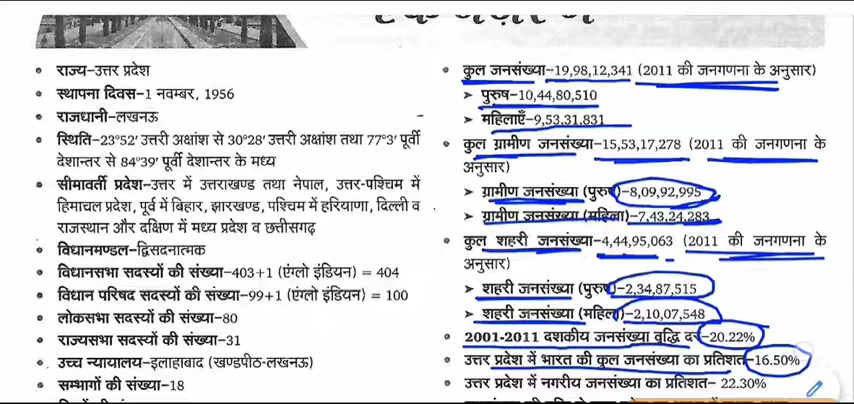 राज्य–उत्तर प्रदेश
स्थापना दिवस–1 नवम्बर, 1956
राजधानी–लखनऊ
स्थिति–23°52′ उत्तरी अक्षांश से 30°28′ उत्तरी अक्षांश तथा 77°3′ पूर्वी
देशान्तर से 84°39′ पूर्वी देशान्तर के मध्य
सीमावर्ती प्रदेश–उत्तर में उत्तराखण्ड तथा नेपाल, उत्तर-पश्चिम में
हिमाचल प्रदेश, पूर्व में बिहार, झारखण्ड, पश्चिम में हरियाणा, दिल्ली व
राजस्थान और दक्षिण में मध्य प्रदेश व छत्तीसगढ़
विधानमण्डल–द्विसदनात्मक
विधानसभा सदस्यों की संख्या–403+1 (एंग्लो इंडियन) = 404
विधान परिषद सदस्यों की संख्या–99+1 (एंग्लो इंडियन) = 100
लोकसभा सदस्यों की संख्या–80
राज्यसभा सदस्यों की संख्या–31
उच्च न्यायालय–इलाहाबाद (खण्डपीठ-लखनऊ)
सम्भागों की संख्या–18
कुल जनसंख्या–19,98,12,341 (2011 की जनगणना के अनुसार)
➤ पुरुष–10,44,80,510
➤ महिलाएँ–9,53,31,831
कुल ग्रामीण जनसंख्या–15,53,17,278 (2011 की जनगणना के
अनुसार)
➤ ग्रामीण जनसंख्या (पुरुष)–8,09,92,995
➤ ग्रामीण जनसंख्या (महिला)–7,43,24,283
कुल शहरी जनसंख्या–4,44,95,063 (2011 की जनगणना के
अनुसार)
➤ शहरी जनसंख्या (पुरुष)–2,34,87,515
➤ शहरी जनसंख्या (महिला)–2,10,07,548
2001-2011 दशकीय जनसंख्या वृद्धि दर–20.22%
उत्तर प्रदेश में भारत की कुल जनसंख्या का प्रतिशत–16.50%
उत्तर प्रदेश में नगरीय जनसंख्या का प्रतिशत– 22.30%